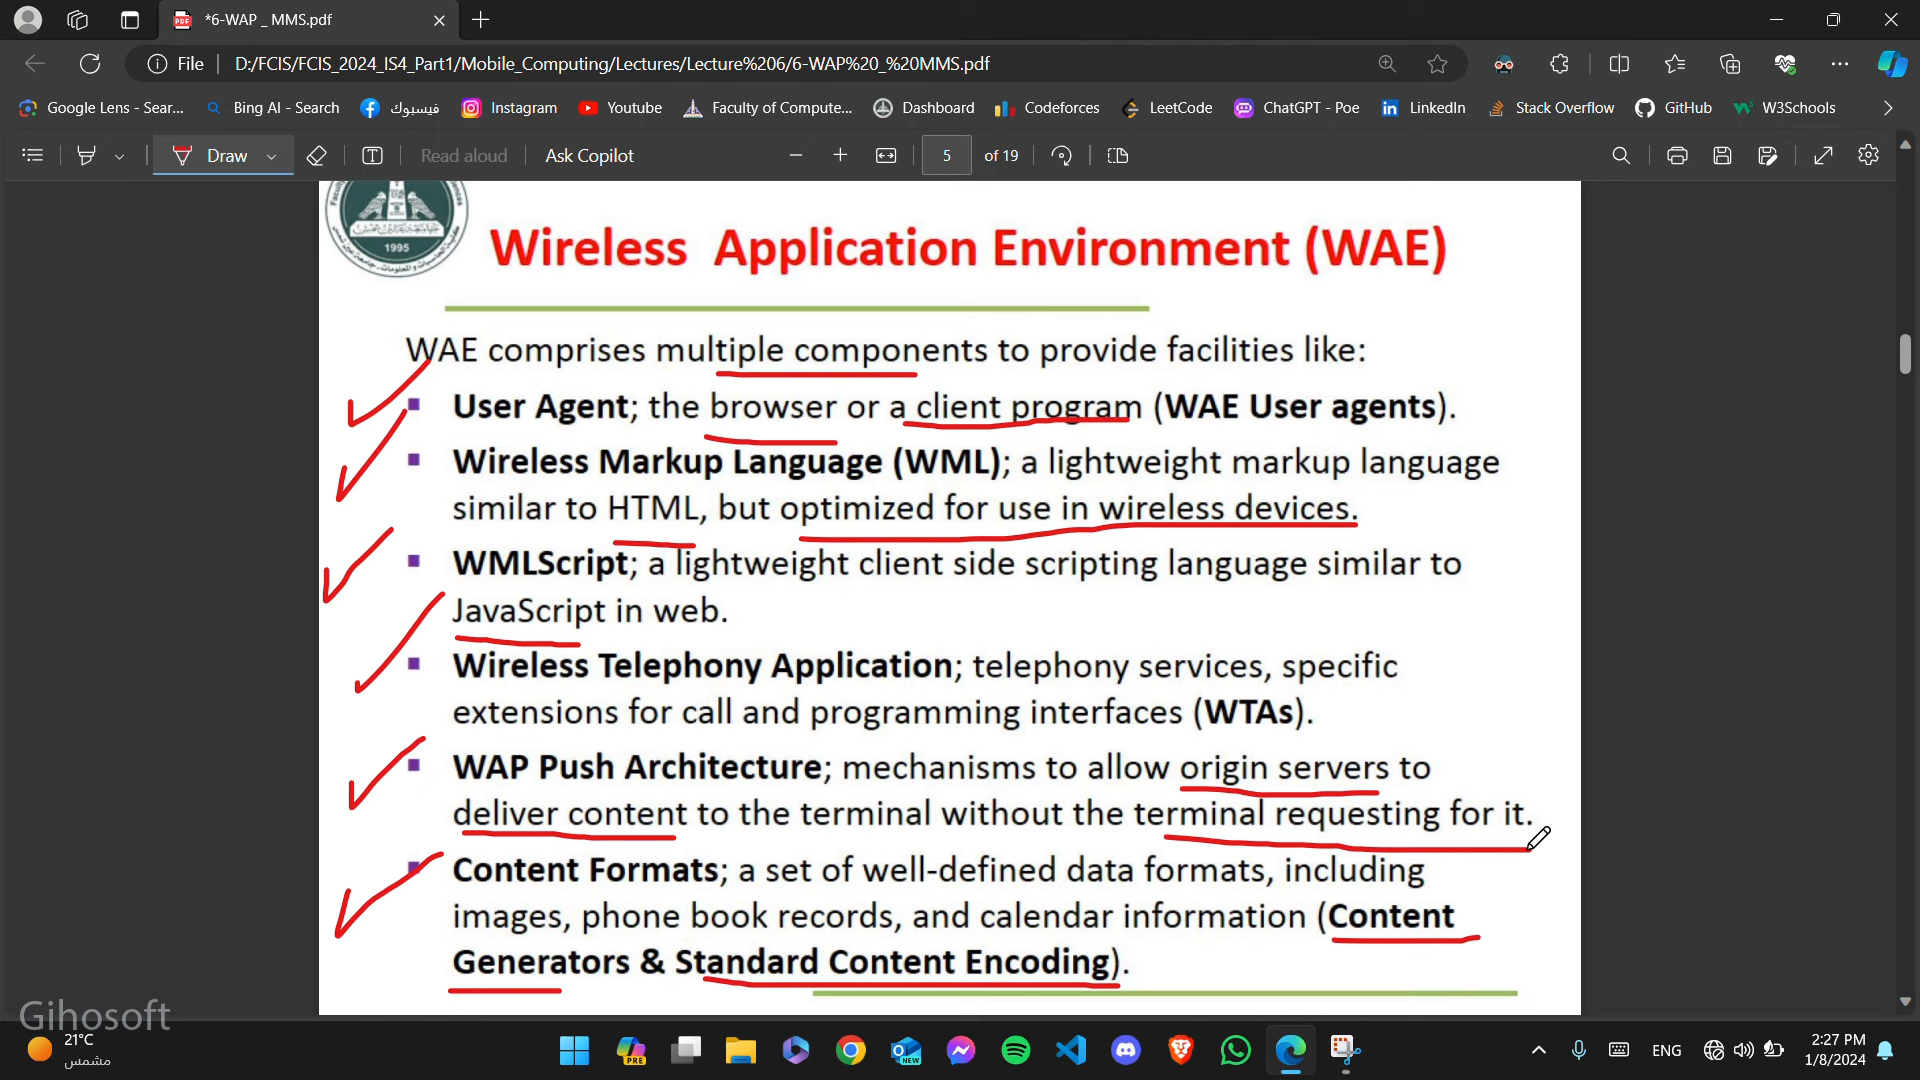 *6-WAP _ MMS.pdf
File
D:/FCIS/FCIS_2024_IS4_Part1/Mobile_Computing/Lectures/Lecture%206/6-WAP%20_%20MMS.pdf
Google Lens - Sear...
Bing AI - Search
فيسبوك
Instagram
Youtube
Faculty of Compute...
Dashboard
Codeforces
LeetCode
ChatGPT - Poe
LinkedIn
Stack Overflow
GitHub
W3Schools
Draw
Read aloud
Ask Copilot
5
of 19
1995
Wireless Application Environment (WAE)
WAE comprises multiple components to provide facilities like:
User Agent; the browser or a client program (WAE User agents).
Wireless Markup Language (WML); a lightweight markup language
similar to HTML, but optimized for use in wireless devices.
WMLScript; a lightweight client side scripting language similar to
JavaScript in web.
Wireless Telephony Application; telephony services, specific
extensions for call and programming interfaces (WTAs).
WAP Push Architecture; mechanisms to allow origin servers to
deliver content to the terminal without the terminal requesting for it.
Content Formats; a set of well-defined data formats, including
images, phone book records, and calendar information (Content
Generators & Standard Content Encoding).
Gihosoft
21°C
مشمس
PRE
NEW
ENG
2:27 PM
1/8/2024